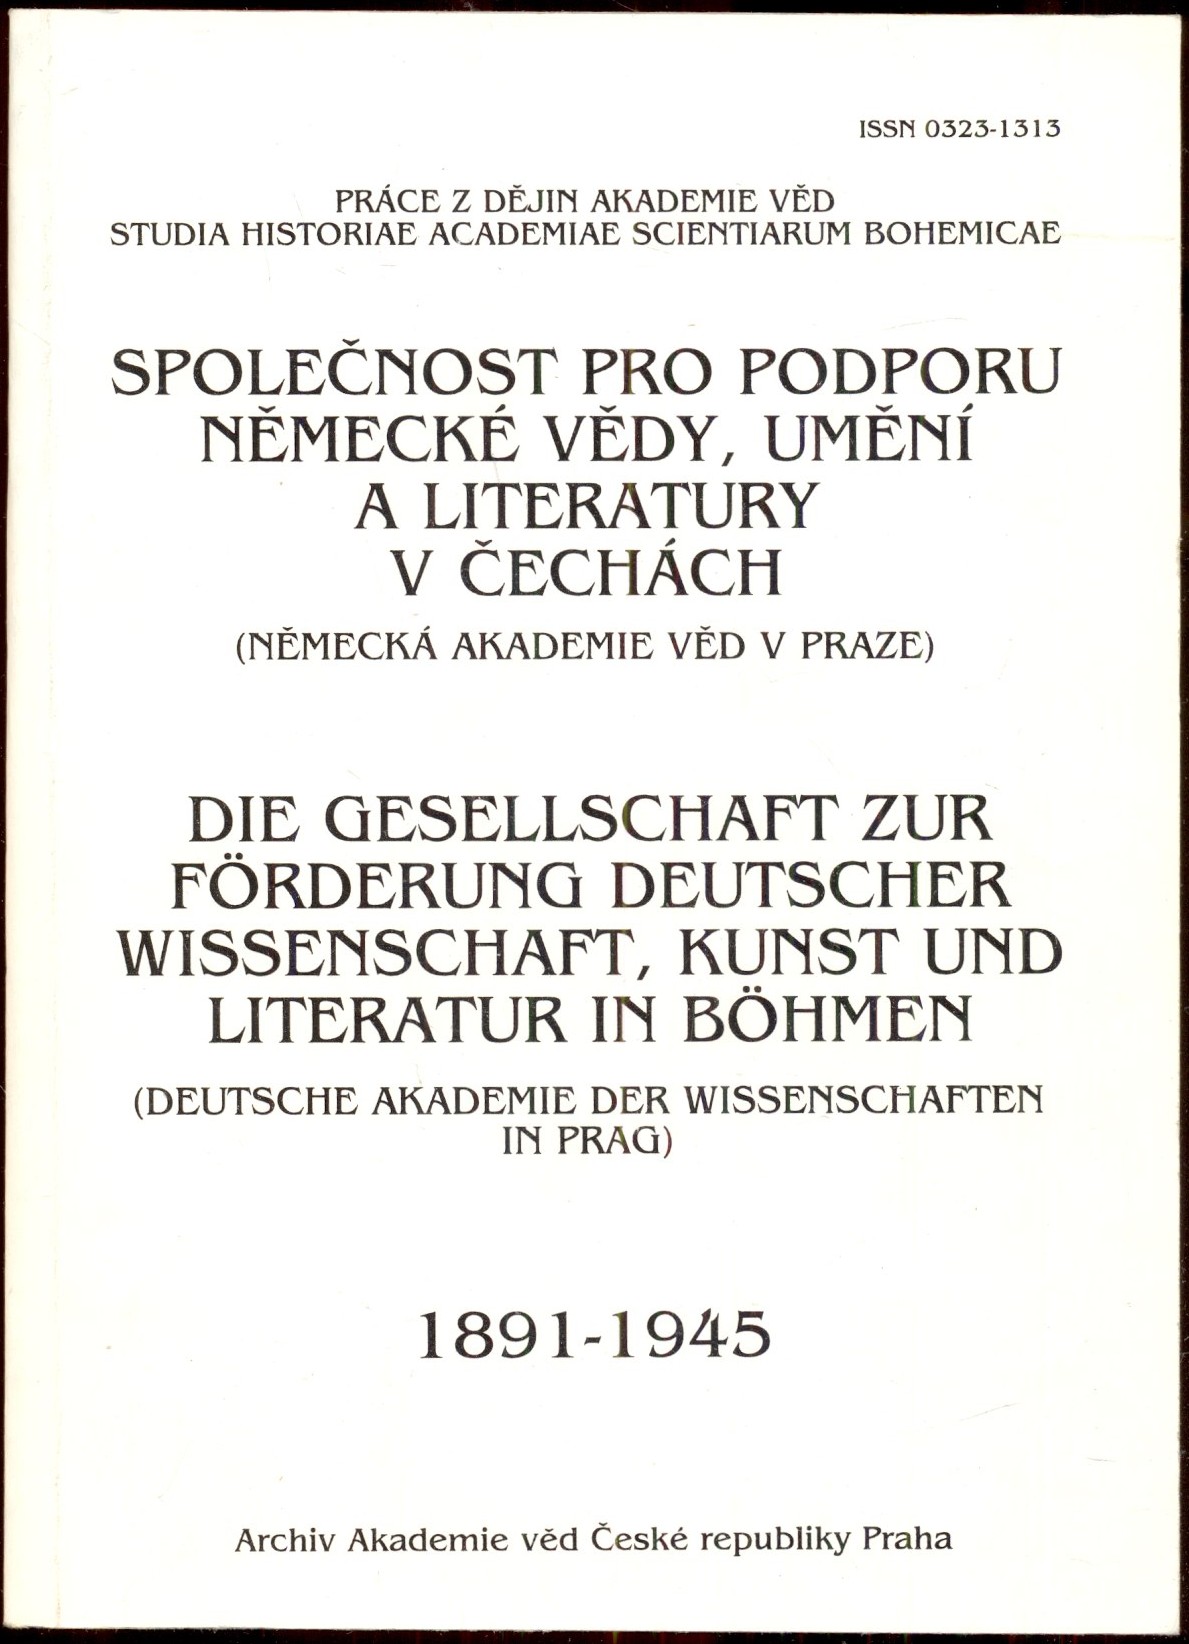 ISSN 0323-1313
PRÁCE Z DĚJIN AKADEMIE VĚD
STUDIA HISTORIAE ACADEMIAE SCIENTIARUM BOHEMICAE
SPOLEČNOST PRO PODPORU
NĚMECKÉ VĚDY, UMĚNÍ
A LITERATURY
V ČECHÁCH
(NĚMECKÁ AKADEMIE VĚD V PRAZE)
DIE GESELLSCHAFT ZUR
FÖRDERUNG DEUTSCHER
WISSENSCHAFT, KUNST UND
LITERATUR IN BÖHMEN
(DEUTSCHE AKADEMIE DER WISSENSCHAFTEN
IN PRAG)
1891-1945
Archiv Akademie věd České republiky Praha